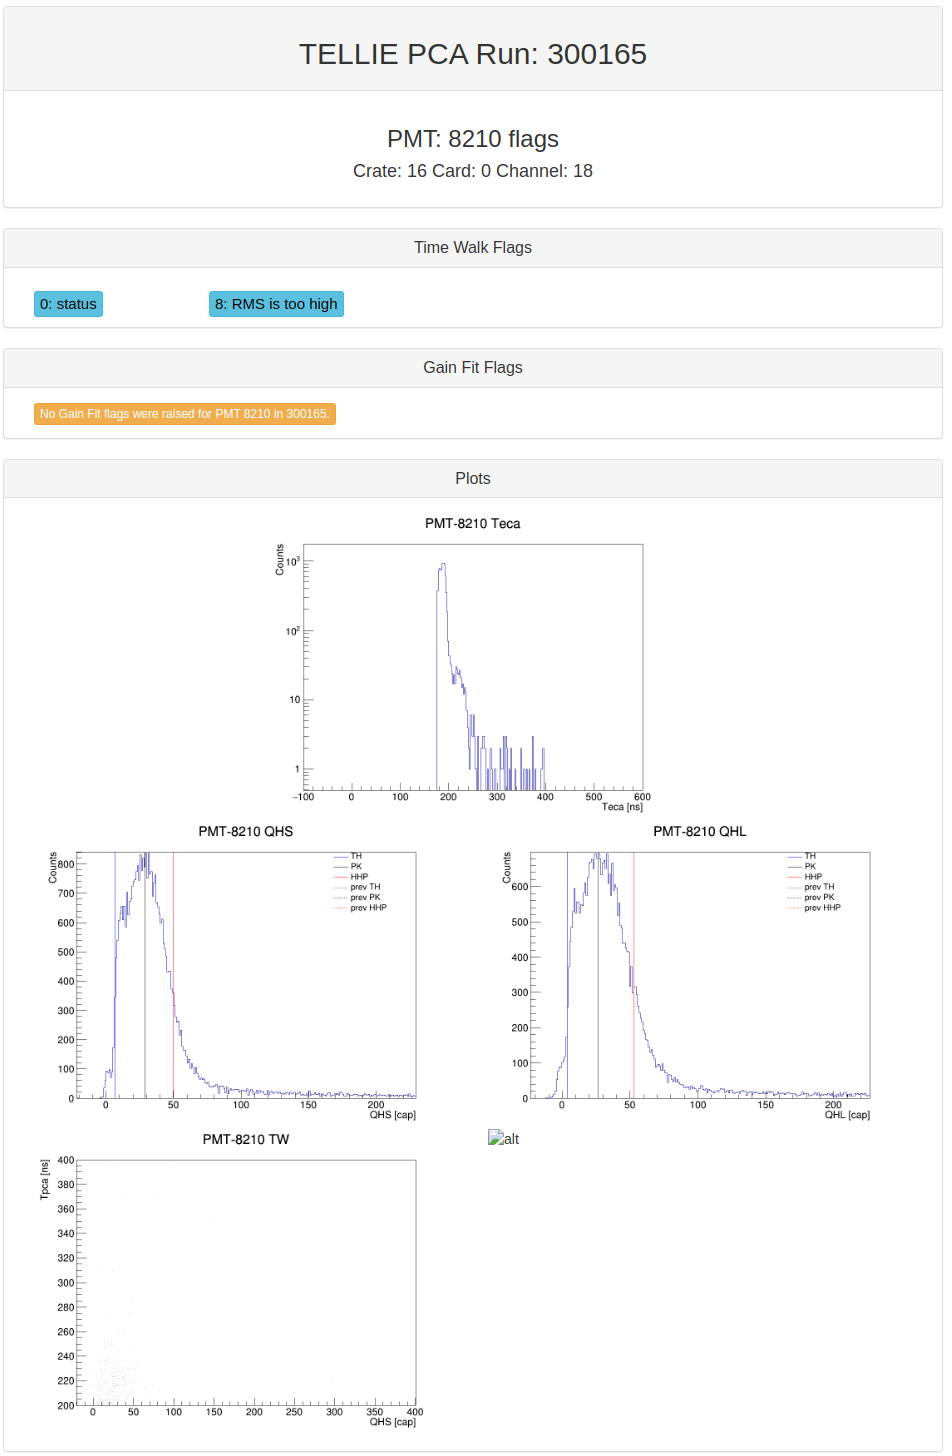 TELLIE PCA Run: 300165
PMT: 8210 flags
Crate: 16 Card: 0 Channel: 18
Time Walk Flags
0: status 8: RMS is too high
Gain Fit Flags
No Gain Fit flags were raised for PMT 8210 in 300165.
Plots
PMT-8210 Teca
Counts
10³
10²
10
1
−100 0 100 200 300 400 500 600
Teca [ns]
PMT-8210 QHS
Counts
800
700
600
500
400
300
200
100
0
TH
PK
HHP
prev TH
prev PK
prev HHP
0 50 100 150 200
QHS [cap]
PMT-8210 QHL
Counts
600
500
400
300
200
100
0
TH
PK
HHP
prev TH
prev PK
prev HHP
0 50 100 150 200
QHL [cap]
PMT-8210 TW
Tpca [ns]
400
380
360
340
320
300
280
260
240
220
200
0 50 100 150 200 250 300 350 400
QHS [cap]
alt